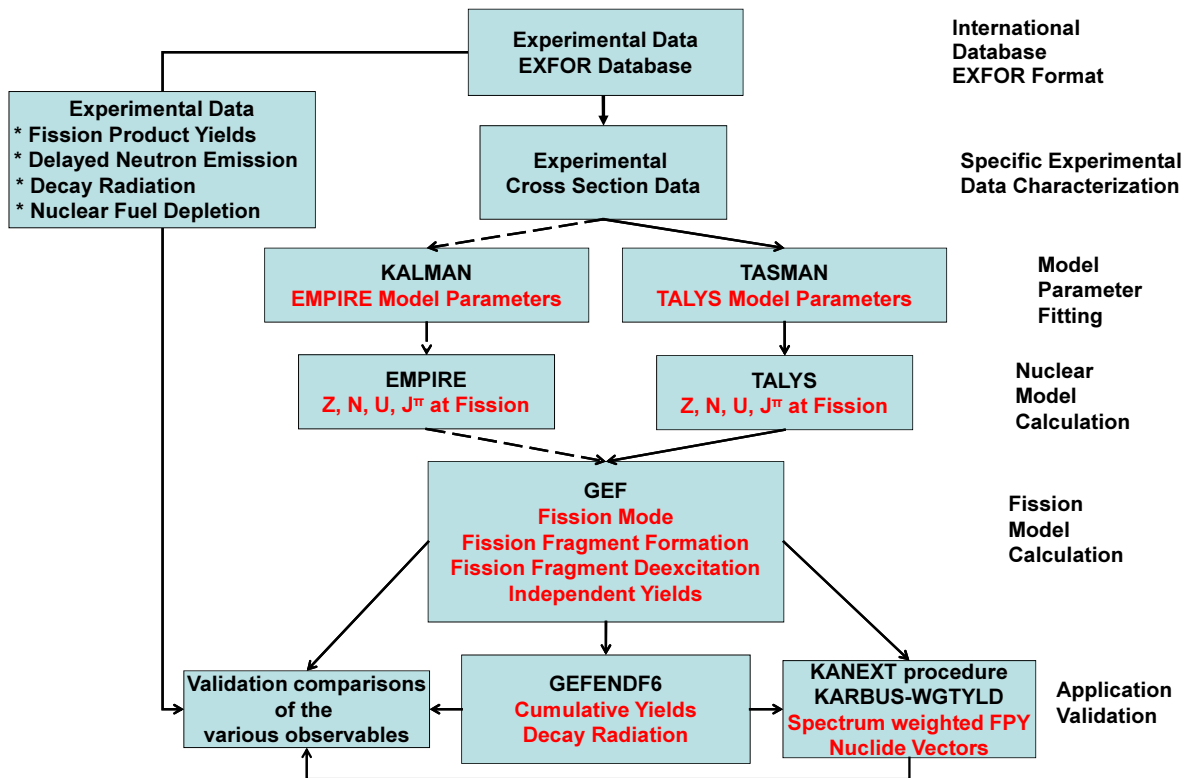 Experimental Data
EXFOR Database
International
Database
EXFOR Format
Experimental Data
* Fission Product Yields
* Delayed Neutron Emission
* Decay Radiation
* Nuclear Fuel Depletion
Experimental
Cross Section Data
Specific Experimental
Data Characterization
KALMAN
EMPIRE Model Parameters
TASMAN
TALYS Model Parameters
Model
Parameter
Fitting
EMPIRE
Z, N, U, Jπ at Fission
TALYS
Z, N, U, Jπ at Fission
Nuclear
Model
Calculation
GEF
Fission Mode
Fission Fragment Formation
Fission Fragment Deexcitation
Independent Yields
Fission
Model
Calculation
Validation comparisons
of the
various observables
GEFENDF6
Cumulative Yields
Decay Radiation
KANEXT procedure
KARBUS-WGTYLD
Spectrum weighted FPY
Nuclide Vectors
Application
Validation